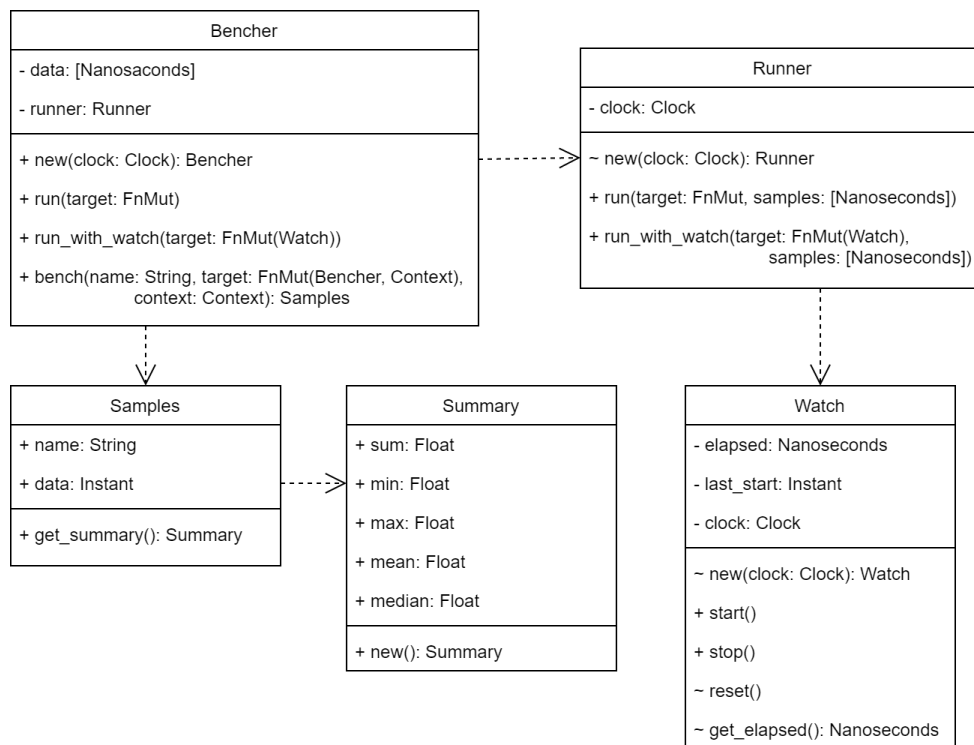 Bencher
- data: [Nanosaconds]
- runner: Runner
+ new(clock: Clock): Bencher
+ run(target: FnMut)
+ run_with_watch(target: FnMut(Watch))
+ bench(name: String, target: FnMut(Bencher, Context),
context: Context): Samples
Runner
- clock: Clock
~ new(clock: Clock): Runner
+ run(target: FnMut, samples: [Nanoseconds])
+ run_with_watch(target: FnMut(Watch),
samples: [Nanoseconds])
Samples
+ name: String
+ data: Instant
+ get_summary(): Summary
Summary
+ sum: Float
+ min: Float
+ max: Float
+ mean: Float
+ median: Float
+ new(): Summary
Watch
- elapsed: Nanoseconds
- last_start: Instant
- clock: Clock
~ new(clock: Clock): Watch
+ start()
+ stop()
~ reset()
~ get_elapsed(): Nanoseconds